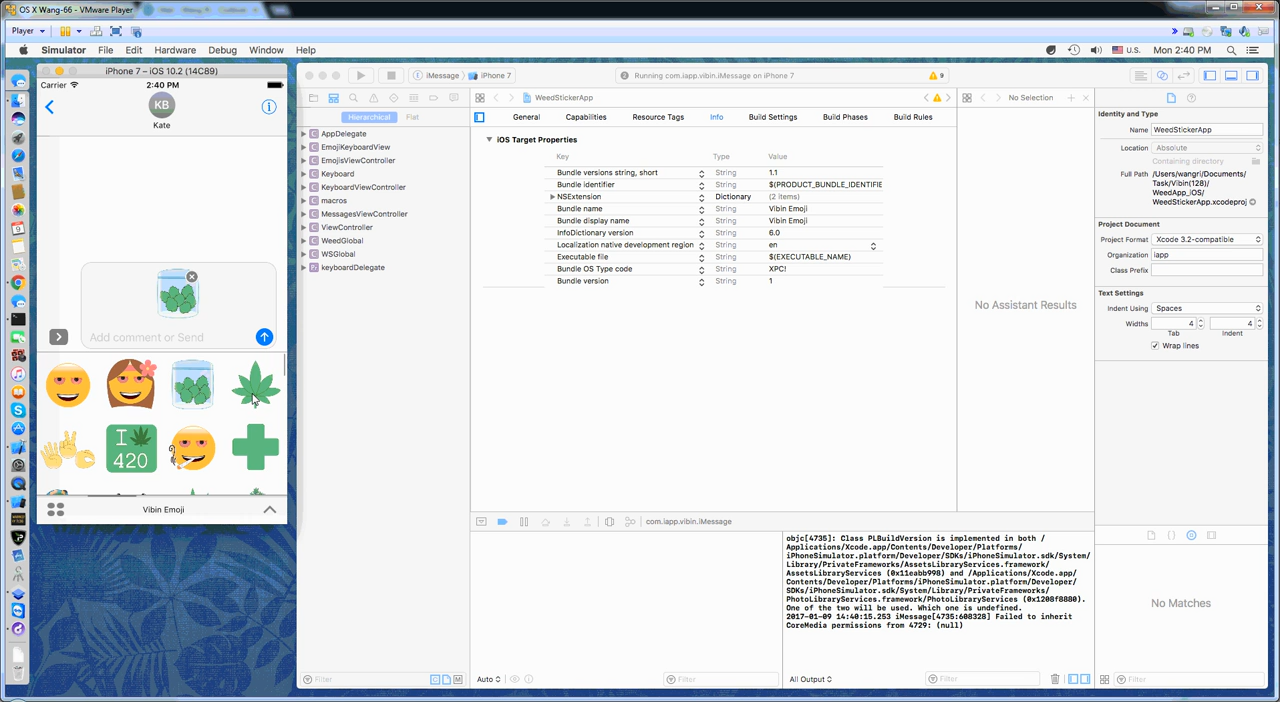 OS X Wang-66 - VMware Player
Player
Simulator File Edit Hardware Debug Window Help
U.S. Mon 2:40 PM
iPhone 7 – iOS 10.2 (14C89)
Carrier 2:40 PM
KB
Kate
Add comment or Send
I
420
Vibin Emoji
iMessage iPhone 7
Running com.iapp.vibin.iMessage on iPhone 7
9
Hierarchical Flat
AppDelegate
EmojiKeyboardView
EmojisViewController
Keyboard
KeyboardViewController
macros
MessagesViewController
ViewController
WeedGlobal
WSGlobal
keyboardDelegate
Filter
WeedStickerApp
General Capabilities Resource Tags Info Build Settings Build Phases Build Rules
iOS Target Properties
Key Type Value
Bundle versions string, short String 1.1
Bundle identifier String $(PRODUCT_BUNDLE_IDENTIFIE
NSExtension Dictionary (2 items)
Bundle name String Vibin Emoji
Bundle display name String Vibin Emoji
InfoDictionary version String 6.0
Localization native development region String en
Executable file String $(EXECUTABLE_NAME)
Bundle OS Type code String XPC!
Bundle version String 1
com.iapp.vibin.iMessage
Auto
Filter
objc[4735]: Class PLBuildVersion is implemented in both /
Applications/Xcode.app/Contents/Developer/Platforms/
iPhoneSimulator.platform/Developer/SDKs/iPhoneSimulator.sdk/System/
Library/PrivateFrameworks/AssetsLibraryServices.framework/
AssetsLibraryServices (0x11eabb998) and /Applications/Xcode.app/
Contents/Developer/Platforms/iPhoneSimulator.platform/Developer/
SDKs/iPhoneSimulator.sdk/System/Library/PrivateFrameworks/
PhotoLibraryServices.framework/PhotoLibraryServices (0x1208f8880).
One of the two will be used. Which one is undefined.
2017-01-09 14:40:15.253 iMessage[4735:608328] Failed to inherit
CoreMedia permissions from 4729: (null)
All Output
Filter
No Selection
No Assistant Results
Identity and Type
Name WeedStickerApp
Location Absolute
Containing directory
Full Path /Users/wangri/Documents/
Task/Vibin(128)/
WeedApp_iOS/
WeedStickerApp.xcodeproj
Project Document
Project Format Xcode 3.2-compatible
Organization iapp
Class Prefix
Text Settings
Indent Using Spaces
Widths 4 4
Tab Indent
Wrap lines
No Matches
Filter